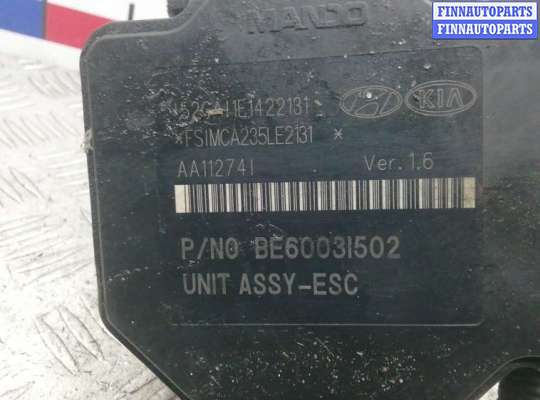 FINNAUTOPARTS
FINNAUTOPARTS
MANDO
KIA
*FSIMCA235LE2131 *
AA112741 Ver. 1.6
P/NO BE6003I502
UNIT ASSY-ESC